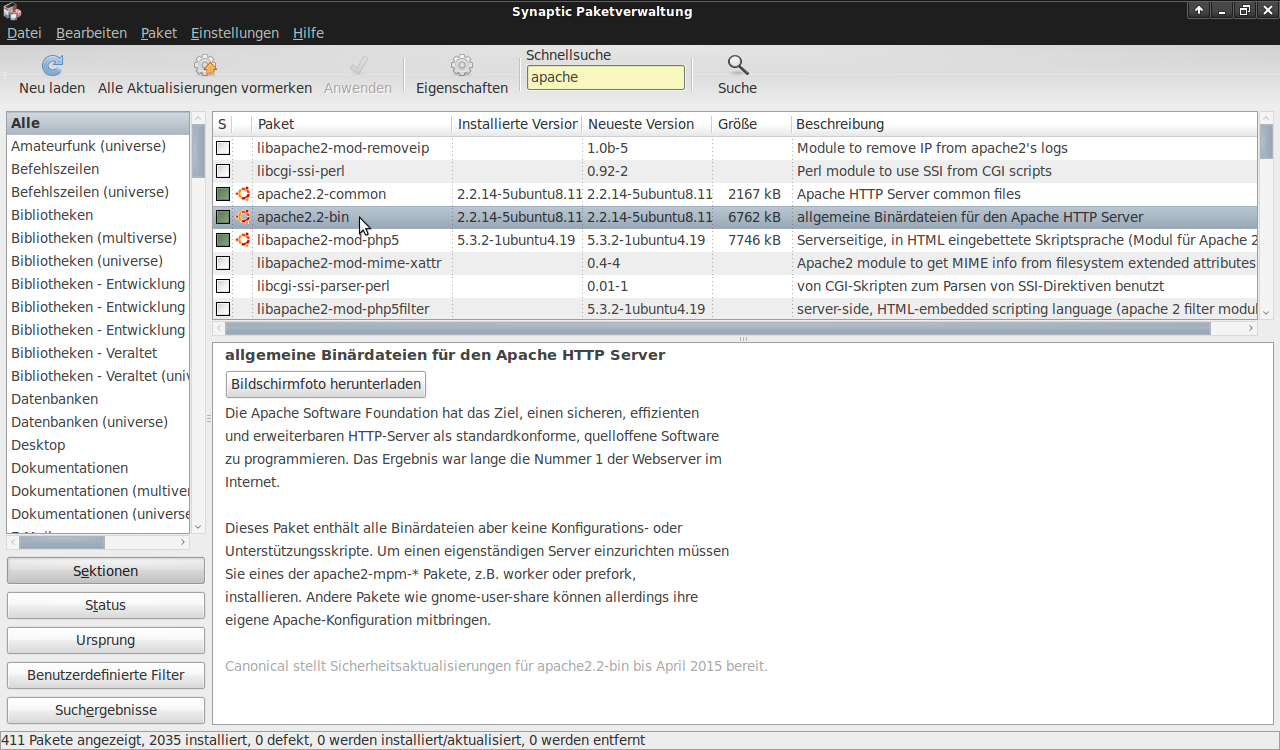 Synaptic Paketverwaltung
Datei Bearbeiten Paket Einstellungen Hilfe
Schnellsuche
apache
Neu laden Alle Aktualisierungen vormerken Anwenden Eigenschaften Suche
Alle
Amateurfunk (universe)
Befehlszeilen
Befehlszeilen (universe)
Bibliotheken
Bibliotheken (multiverse)
Bibliotheken (universe)
Bibliotheken - Entwicklung
Bibliotheken - Entwicklung
Bibliotheken - Entwicklung
Bibliotheken - Veraltet
Bibliotheken - Veraltet (univ
Datenbanken
Datenbanken (universe)
Desktop
Dokumentationen
Dokumentationen (multiver
Dokumentationen (universe
Sektionen
Status
Ursprung
Benutzerdefinierte Filter
Suchergebnisse
S Paket Installierte Version Neueste Version Größe Beschreibung
libapache2-mod-removeip 1.0b-5 Module to remove IP from apache2's logs
libcgi-ssi-perl 0.92-2 Perl module to use SSI from CGI scripts
apache2.2-common 2.2.14-5ubuntu8.11 2.2.14-5ubuntu8.11 2167 kB Apache HTTP Server common files
apache2.2-bin 2.2.14-5ubuntu8.11 2.2.14-5ubuntu8.11 6762 kB allgemeine Binärdateien für den Apache HTTP Server
libapache2-mod-php5 5.3.2-1ubuntu4.19 5.3.2-1ubuntu4.19 7746 kB Serverseitige, in HTML eingebettete Skriptsprache (Modul für Apache 2
libapache2-mod-mime-xattr 0.4-4 Apache2 module to get MIME info from filesystem extended attributes
libcgi-ssi-parser-perl 0.01-1 von CGI-Skripten zum Parsen von SSI-Direktiven benutzt
libapache2-mod-php5filter 5.3.2-1ubuntu4.19 server-side, HTML-embedded scripting language (apache 2 filter modul
allgemeine Binärdateien für den Apache HTTP Server
Bildschirmfoto herunterladen
Die Apache Software Foundation hat das Ziel, einen sicheren, effizienten
und erweiterbaren HTTP-Server als standardkonforme, quelloffene Software
zu programmieren. Das Ergebnis war lange die Nummer 1 der Webserver im
Internet.
Dieses Paket enthält alle Binärdateien aber keine Konfigurations- oder
Unterstützungsskripte. Um einen eigenständigen Server einzurichten müssen
Sie eines der apache2-mpm-* Pakete, z.B. worker oder prefork,
installieren. Andere Pakete wie gnome-user-share können allerdings ihre
eigene Apache-Konfiguration mitbringen.
Canonical stellt Sicherheitsaktualisierungen für apache2.2-bin bis April 2015 bereit.
411 Pakete angezeigt, 2035 installiert, 0 defekt, 0 werden installiert/aktualisiert, 0 werden entfernt